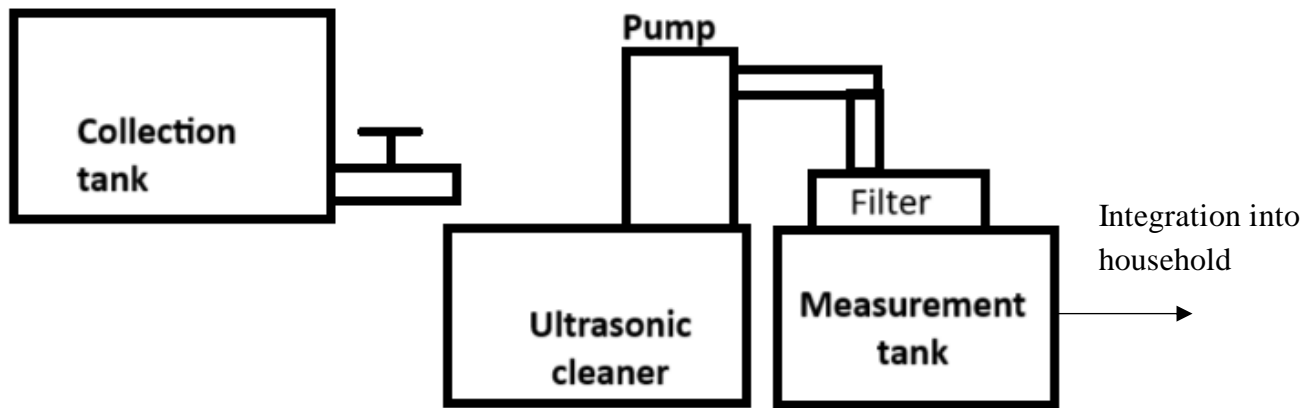 Pump
Collection
tank
Filter
Integration into
household
Ultrasonic
cleaner
Measurement
tank